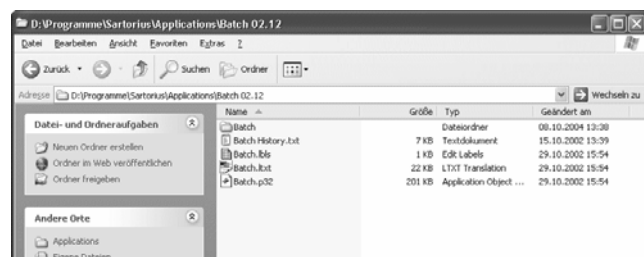 D:\Programme\Sartorius\Applications\Batch 02.12
Datei Bearbeiten Ansicht Favoriten Extras ?
Zurück Suchen Ordner
Adresse D:\Programme\Sartorius\Applications\Batch 02.12 Wechseln zu
Name Größe Typ Geändert am
Datei- und Ordneraufgaben
Neuen Ordner erstellen
Ordner im Web veröffentlichen
Ordner freigeben
Andere Orte
Applications
Eigene Dateien
Batch Dateiordner 08.10.2004 13:38
Batch History.txt 7 KB Textdokument 15.10.2002 13:39
Batch.lbls 1 KB Edit Labels 29.10.2002 15:54
Batch.ltxt 22 KB LTXT Translation 29.10.2002 15:54
Batch.p32 201 KB Application Object ... 29.10.2002 15:54